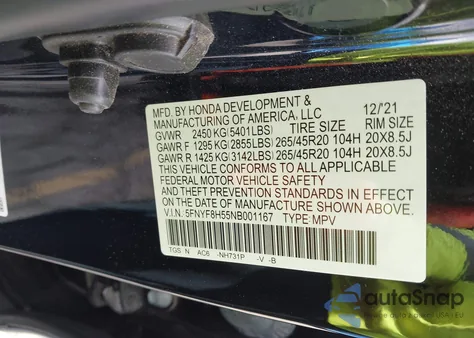 MFD. BY HONDA DEVELOPMENT & 12/'21
MANUFACTURING OF AMERICA, LLC
GVWR 2450 KG(5401LBS) TIRE SIZE RIM SIZE
GAWR F 1295 KG(2855LBS) 265/45R20 104H 20X8.5J
GAWR R 1425 KG(3142LBS) 265/45R20 104H 20X8.5J
THIS VEHICLE CONFORMS TO ALL APPLICABLE
FEDERAL MOTOR VEHICLE SAFETY
AND THEFT PREVENTION STANDARDS IN EFFECT
ON THE DATE OF MANUFACTURE SHOWN ABOVE.
V.I.N.: 5FNYF8H55NB001167 TYPE: MPV
TGS N AC6 -NH731P -V -B
autoSnap